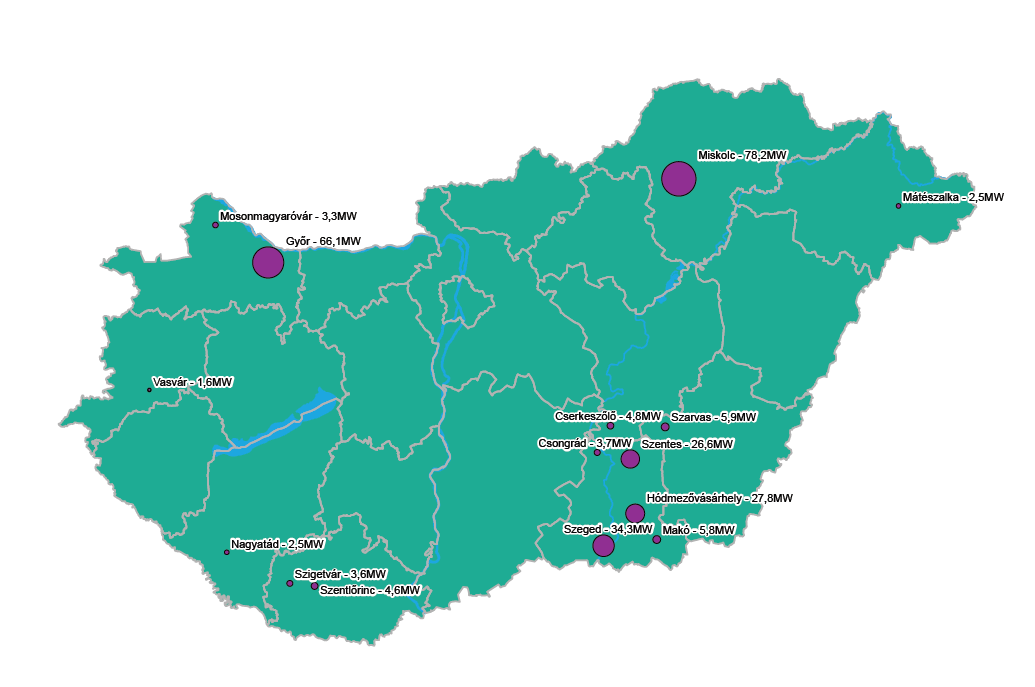 Miskolc - 78,2MW
Mátészalka - 2,5MW
Mosonmagyaróvár - 3,3MW
Győr - 66,1MW
Vasvár - 1,6MW
Cserkeszőlő - 4,8MW
Szarvas - 5,9MW
Csongrád - 3,7MW
Szentes - 26,6MW
Hódmezővásárhely - 27,8MW
Szeged - 34,3MW
Makó - 5,8MW
Nagyatád - 2,5MW
Szigetvár - 3,6MW
Szentlőrinc - 4,6MW